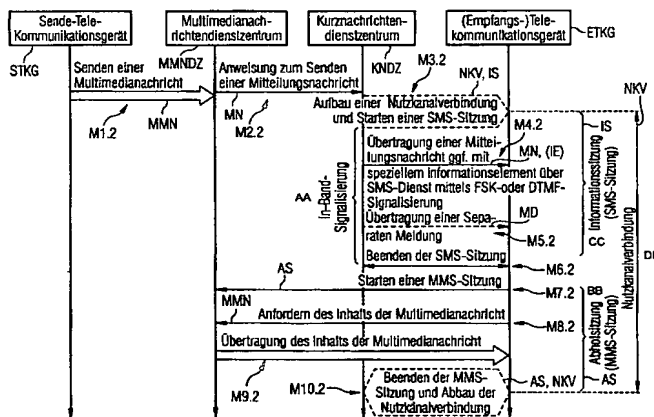 Sende-Tele-
Kommunikationsgerät
Multimedianach-
richtendienstzentrum
Kurznachrichten-
dienstzentrum
(Empfangs-)Tele-
kommunikationsgerät
ETKG
STKG
MMNDZ
KNDZ
M3.2
Senden einer
Multimedianachricht
Anweisung zum Senden
einer Mitteilungsnachricht
NKV, IS
NKV
MMN
M1.2
MN
M2.2
Aufbau einer Nutzkanalverbindung
und Starten einer SMS-Sitzung
M4.2
Übertragung einer Mittei-
lungsnachricht ggf. mit
MN, (IE)
speziellem Informationselement über
SMS-Dienst mittels FSK-oder DTMF-
Signalisierung
Übertragung einer Sepa-
MD
raten Meldung
M5.2
Beenden der SMS-Sitzung
M6.2
AA
In-Band-
Signalisierung
IS
Informationssitzung
(SMS-Sitzung)
CC
Nutzkanalverbindung
DD
AS
Starten einer MMS-Sitzung
M7.2
MMN
Anfordern des Inhalts der Multimedianachricht
M8.2
Übertragung des Inhalts der Multimedianachricht
M9.2
BB
Abholsitzung
(MMS-Sitzung)
AS
M10.2
Beenden der MMS-
Sitzung und Abbau der
Nutzkanalverbindung
AS, NKV